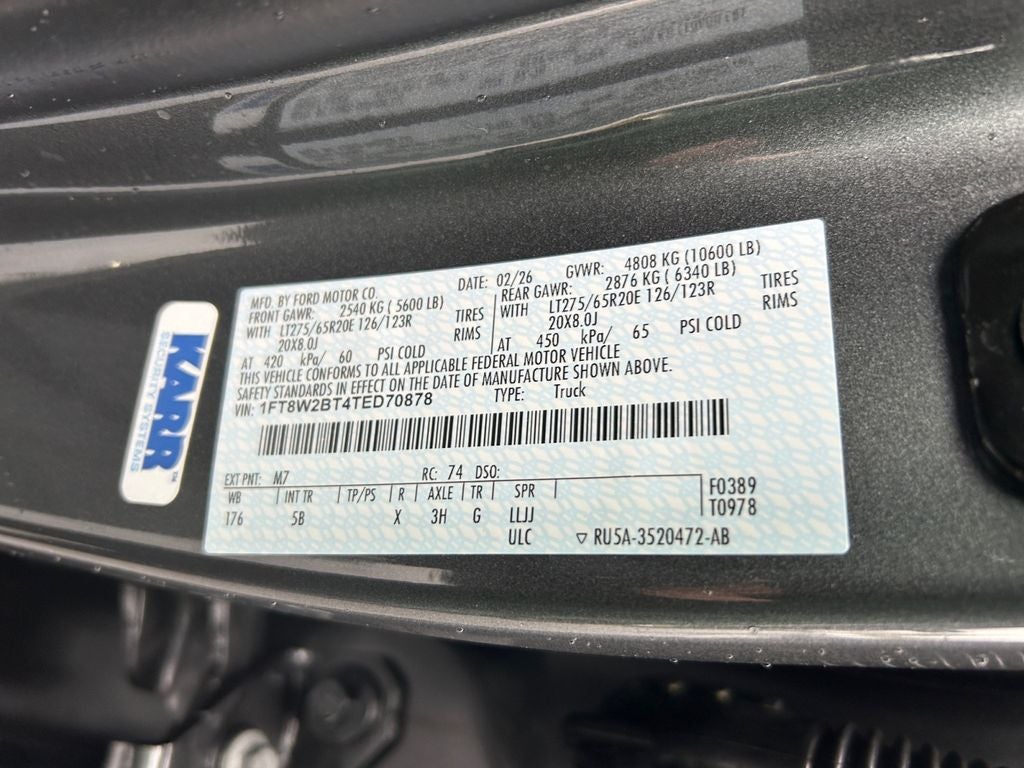 KARR
SECURITY SYSTEMS
TM
MFD. BY FORD MOTOR CO. DATE: 02/26 GVWR: 4808 KG (10600 LB)
FRONT GAWR: 2540 KG ( 5600 LB) REAR GAWR: 2876 KG ( 6340 LB)
WITH LT275/65R20E 126/123R TIRES WITH LT275/65R20E 126/123R TIRES
20X8.0J RIMS 20X8.0J RIMS
AT 420 kPa/ 60 PSI COLD AT 450 kPa/ 65 PSI COLD
THIS VEHICLE CONFORMS TO ALL APPLICABLE FEDERAL MOTOR VEHICLE
SAFETY STANDARDS IN EFFECT ON THE DATE OF MANUFACTURE SHOWN ABOVE.
VIN: 1FT8W2BT4TED70878 TYPE: Truck
EXT PNT: M7 RC: 74 DSO:
WB INT TR TP/PS R AXLE TR SPR F0389
176 5B X 3H G LLJJ T0978
ULC ▽ RU5A-3520472-AB